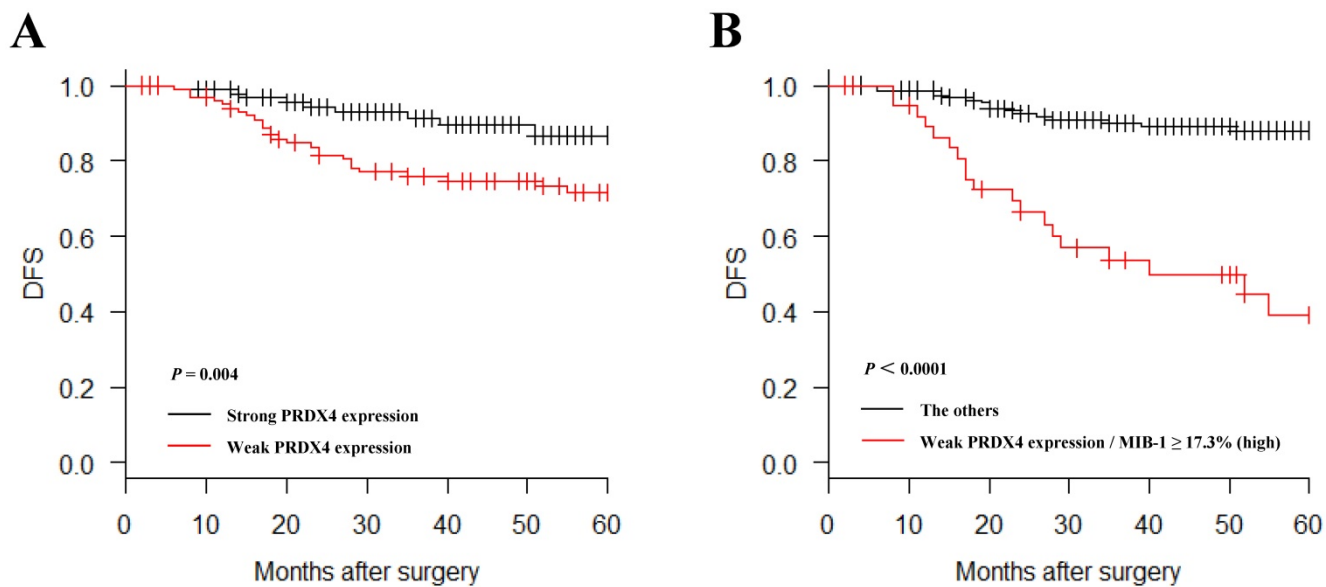 A
1.0
0.8
0.6
0.4
0.2
0.0
DFS
P = 0.004
Strong PRDX4 expression
Weak PRDX4 expression
0 10 20 30 40 50 60
Months after surgery
B
1.0
0.8
0.6
0.4
0.2
0.0
DFS
P < 0.0001
The others
Weak PRDX4 expression / MIB-1 ≥ 17.3% (high)
0 10 20 30 40 50 60
Months after surgery